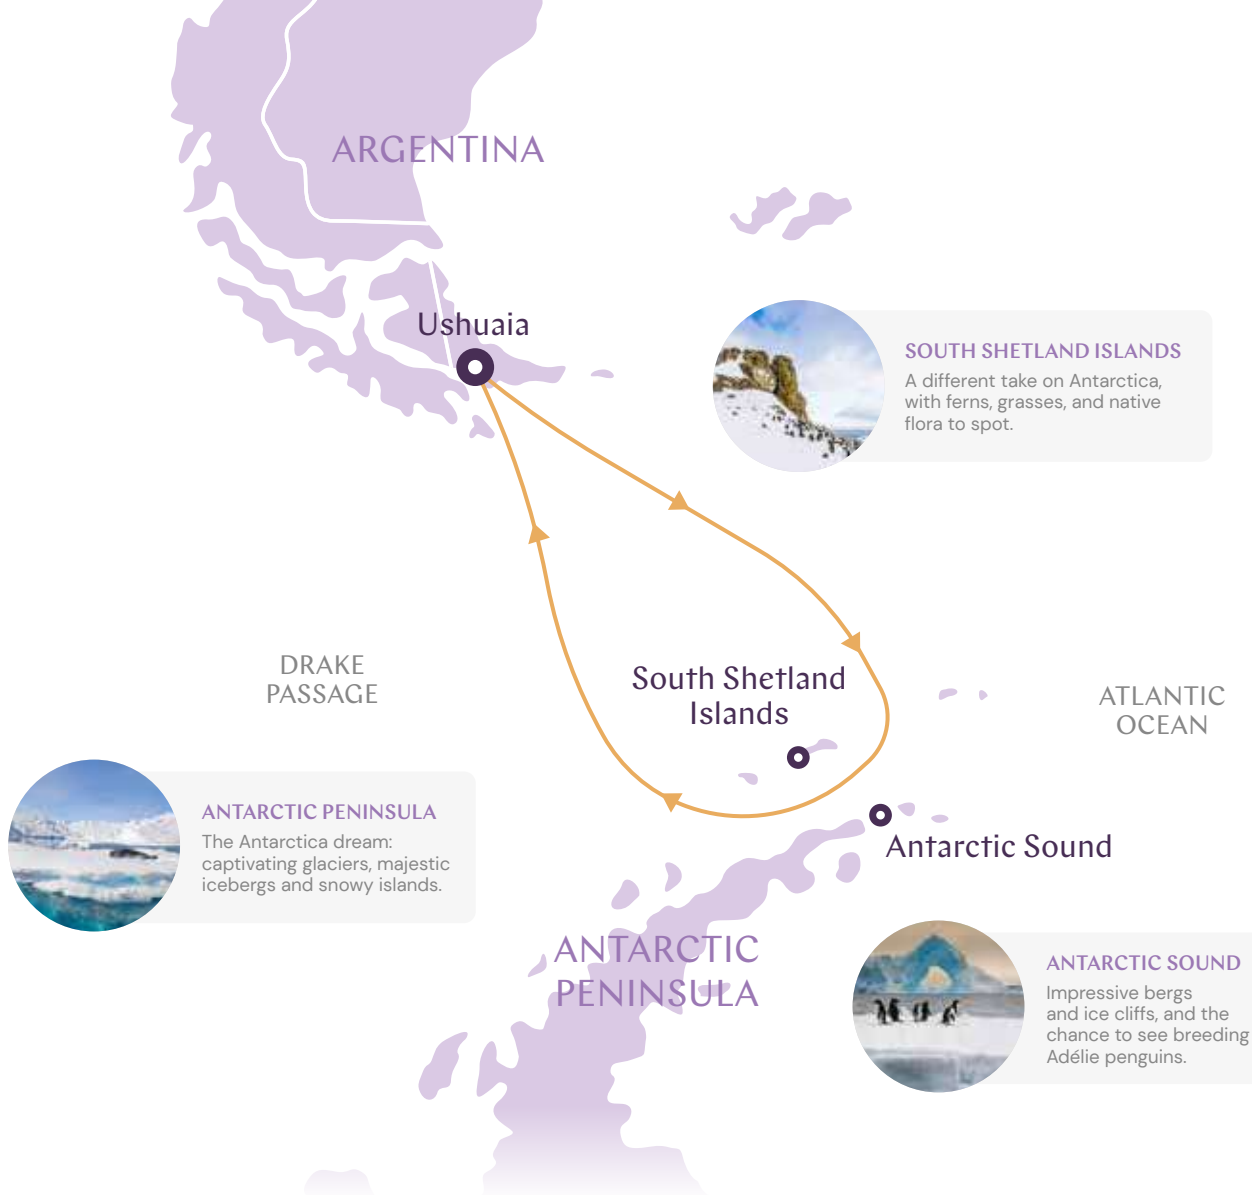 ARGENTINA
Ushuaia
SOUTH SHETLAND ISLANDS
A different take on Antarctica,
with ferns, grasses, and native
flora to spot.
DRAKE
PASSAGE
South Shetland
Islands
ATLANTIC
OCEAN
ANTARCTIC PENINSULA
The Antarctica dream:
captivating glaciers, majestic
icebergs and snowy islands.
Antarctic Sound
ANTARCTIC
PENINSULA
ANTARCTIC SOUND
Impressive bergs
and ice cliffs, and the
chance to see breeding
Adélie penguins.